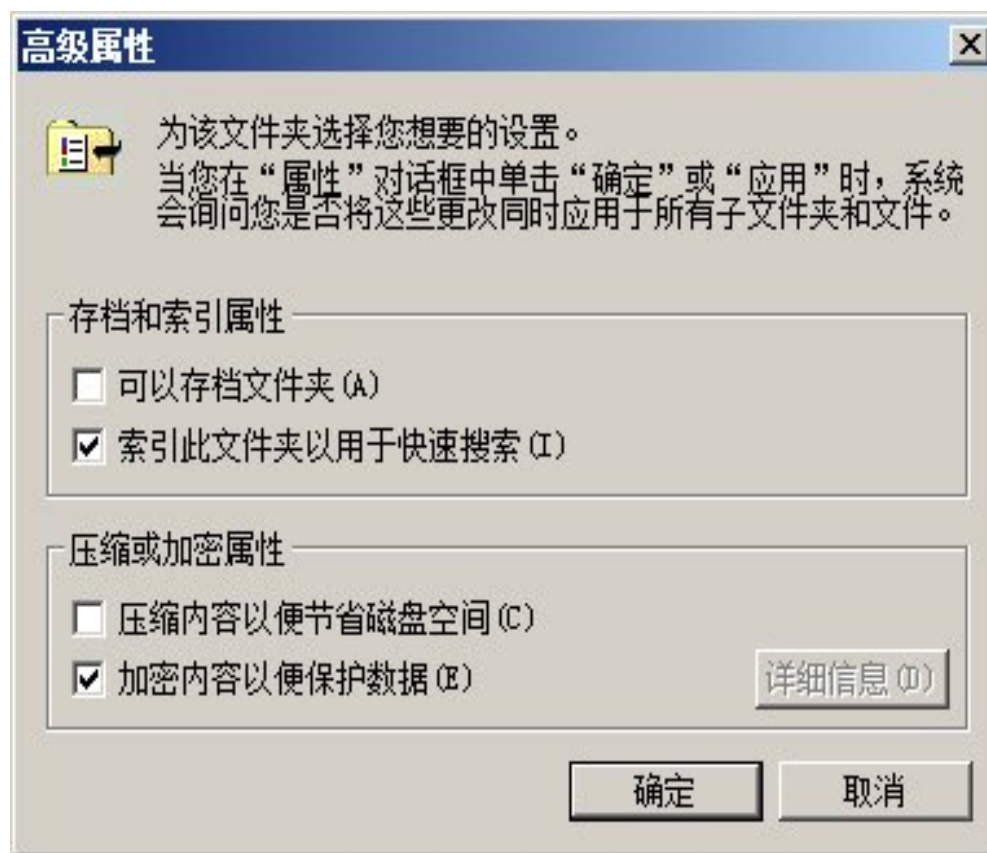 高级属性
为该文件夹选择您想要的设置。
当您在“属性”对话框中单击“确定”或“应用”时，系统
会询问您是否将这些更改同时应用于所有子文件夹和文件。
存档和索引属性
可以存档文件夹(A)
索引此文件夹以用于快速搜索(I)
压缩或加密属性
压缩内容以便节省磁盘空间(C)
加密内容以便保护数据(E)
详细信息(D)
确定
取消